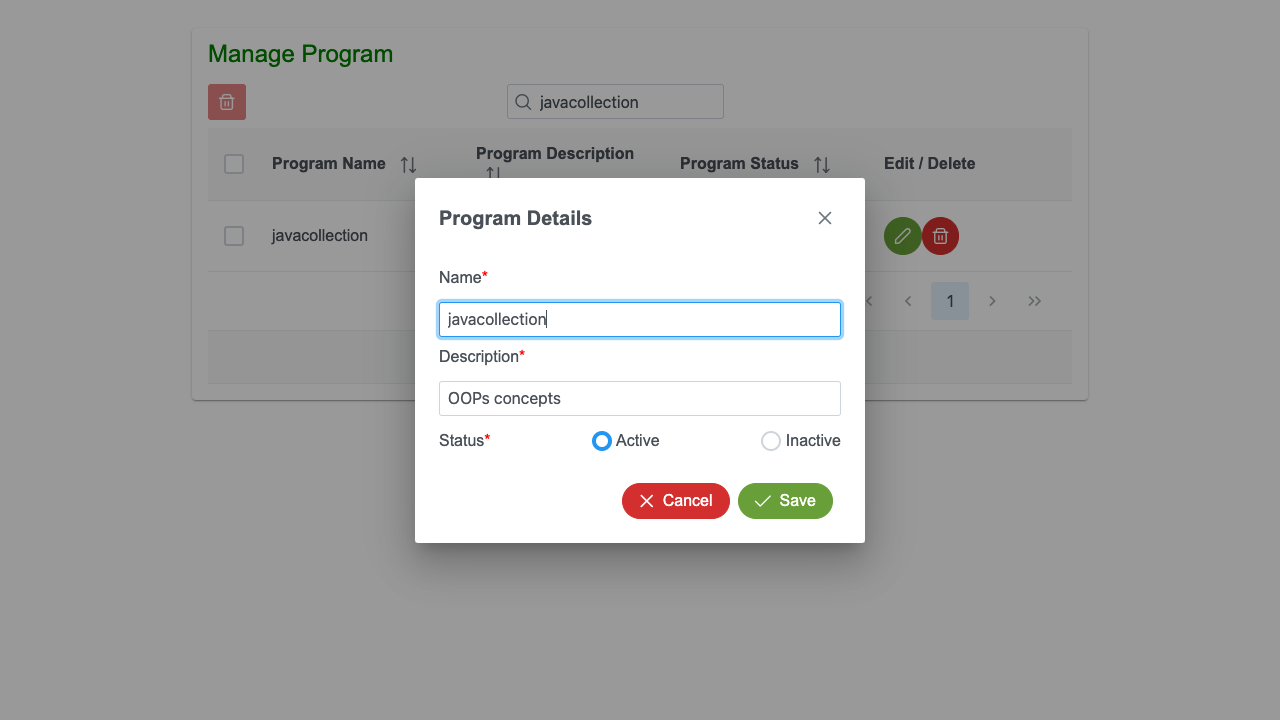 Manage Program
javacollection
Program Name
Program Description
Program Status
Edit / Delete
javacollection
1
Program Details
Name*
javacollection
Description*
OOPs concepts
Status*
Active
Inactive
Cancel
Save